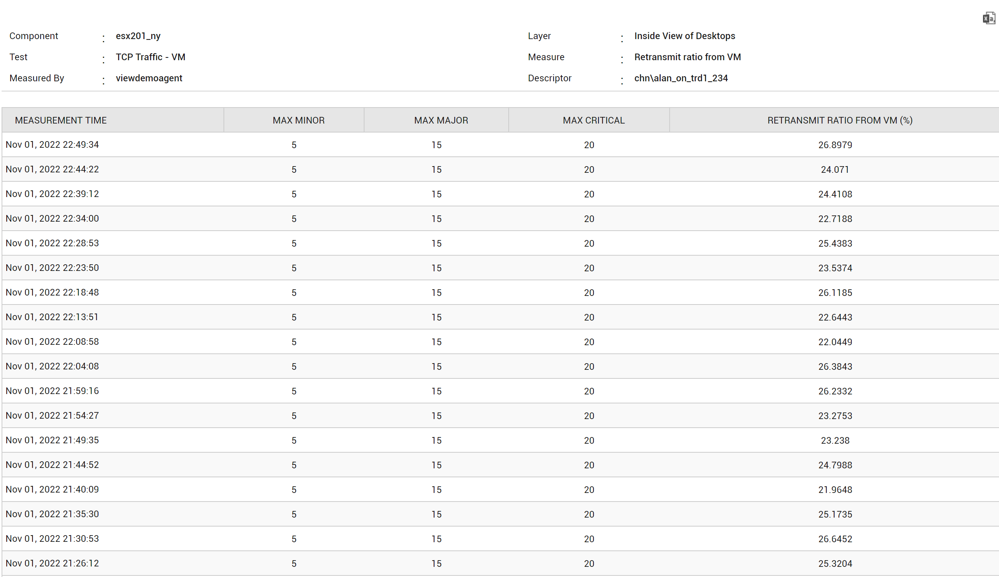 Component : esx201_ny Layer : Inside View of Desktops
Test : TCP Traffic - VM Measure : Retransmit ratio from VM
Measured By : viewdemoagent Descriptor : chn\alan_on_trd1_234
MEASUREMENT TIME MAX MINOR MAX MAJOR MAX CRITICAL RETRANSMIT RATIO FROM VM (%)
Nov 01, 2022 22:49:34 5 15 20 26.8979
Nov 01, 2022 22:44:22 5 15 20 24.071
Nov 01, 2022 22:39:12 5 15 20 24.4108
Nov 01, 2022 22:34:00 5 15 20 22.7188
Nov 01, 2022 22:28:53 5 15 20 25.4383
Nov 01, 2022 22:23:50 5 15 20 23.5374
Nov 01, 2022 22:18:48 5 15 20 26.1185
Nov 01, 2022 22:13:51 5 15 20 22.6443
Nov 01, 2022 22:08:58 5 15 20 22.0449
Nov 01, 2022 22:04:08 5 15 20 26.3843
Nov 01, 2022 21:59:16 5 15 20 26.2332
Nov 01, 2022 21:54:27 5 15 20 23.2753
Nov 01, 2022 21:49:35 5 15 20 23.238
Nov 01, 2022 21:44:52 5 15 20 24.7988
Nov 01, 2022 21:40:09 5 15 20 21.9648
Nov 01, 2022 21:35:30 5 15 20 25.1735
Nov 01, 2022 21:30:53 5 15 20 26.6452
Nov 01, 2022 21:26:12 5 15 20 25.3204